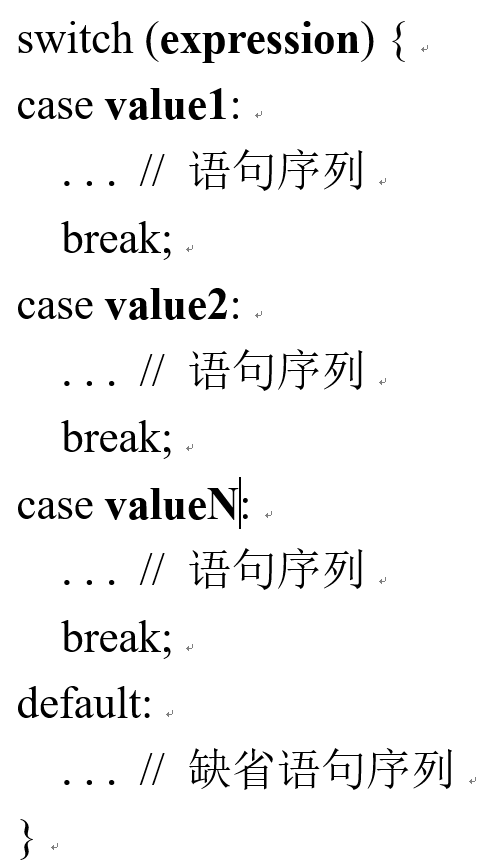 switch (expression) {
case value1:
. . . // 语句序列
break;
case value2:
. . . // 语句序列
break;
case valueN:
. . . // 语句序列
break;
default:
. . . // 缺省语句序列
}